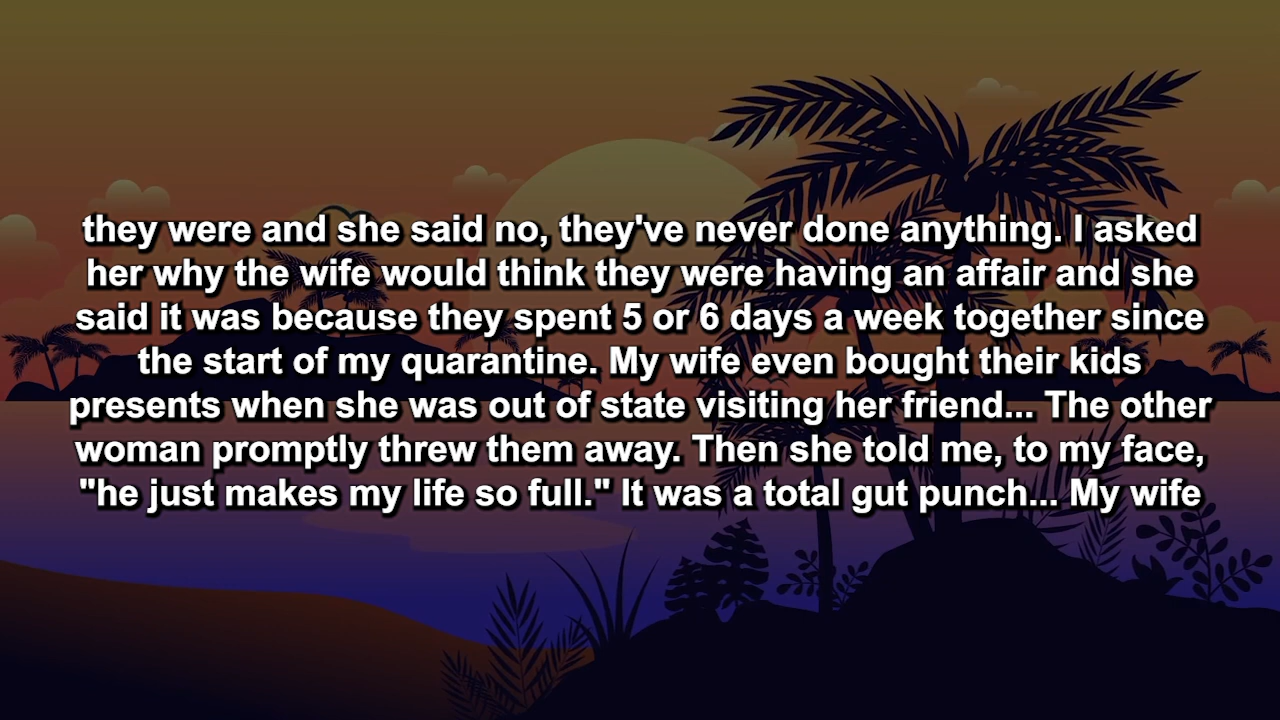 they were and she said no, they've never done anything. I asked
her why the wife would think they were having an affair and she
said it was because they spent 5 or 6 days a week together since
the start of my quarantine. My wife even bought their kids
presents when she was out of state visiting her friend... The other
woman promptly threw them away. Then she told me, to my face,
"he just makes my life so full." It was a total gut punch... My wife